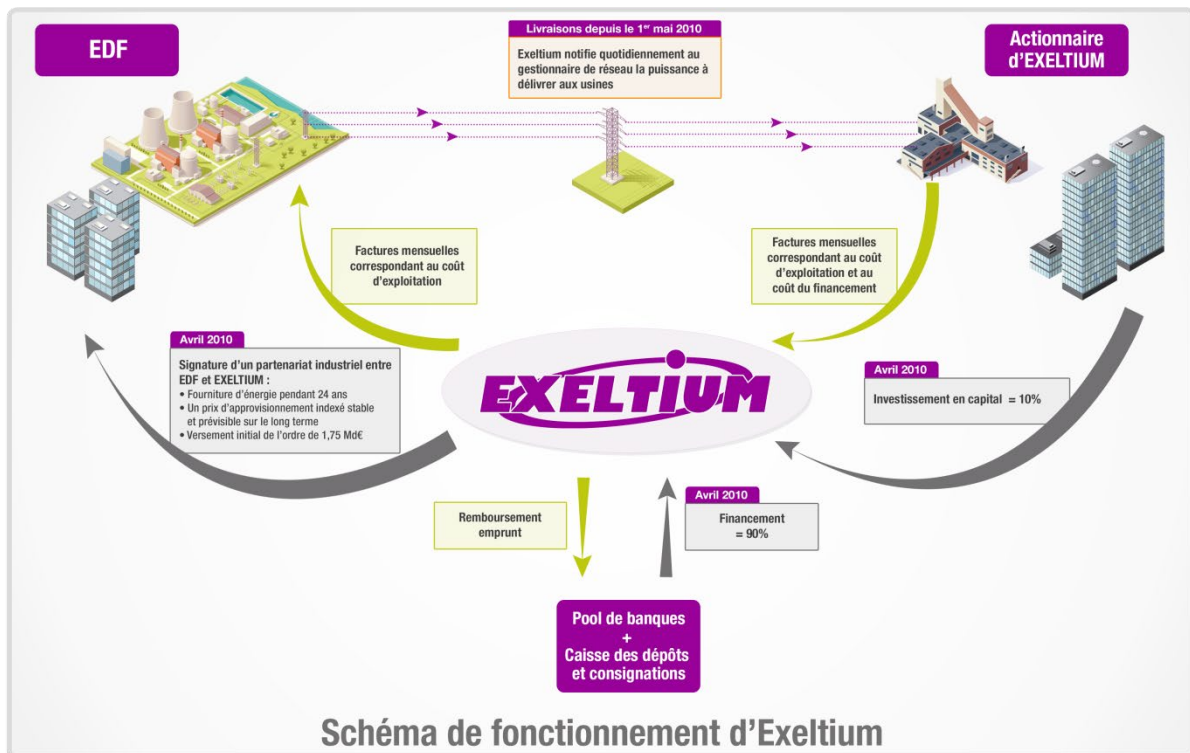 EDF
Livraisons depuis le 1er mai 2010
Exeltium notifie quotidiennement au
gestionnaire de réseau la puissance à
délivrer aux usines
Actionnaire
d’EXELTIUM
Factures mensuelles
correspondant au coût
d’exploitation
Factures mensuelles
correspondant au coût
d’exploitation et au
coût du financement
Avril 2010
Signature d’un partenariat industriel entre
EDF et EXELTIUM :
• Fourniture d’énergie pendant 24 ans
• Un prix d’approvisionnement indexé stable
et prévisible sur le long terme
• Versement initial de l’ordre de 1,75 Md€
EXELTIUM
Avril 2010
Investissement en capital = 10%
Remboursement
emprunt
Avril 2010
Financement
= 90%
Pool de banques
+
Caisse des dépôts
et consignations
Schéma de fonctionnement d’Exeltium